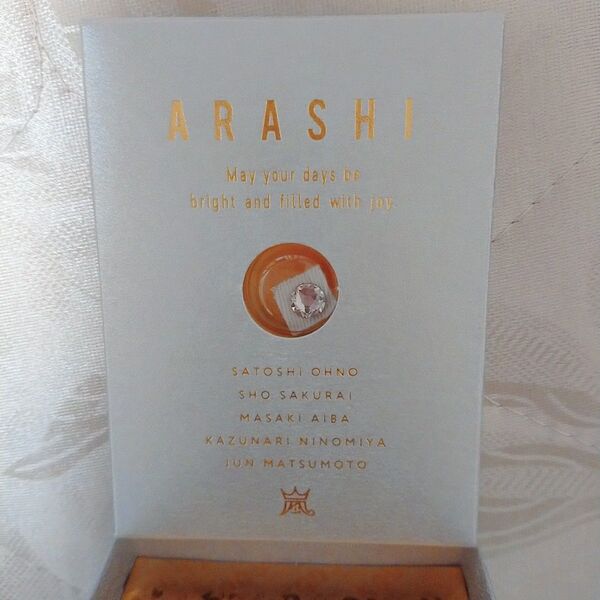 ARASHI
May your days be
bright and filled with joy.
SATOSHI OHNO
SHO SAKURAI
MASAKI AIBA
KAZUNARI NINOMIYA
JUN MATSUMOTO
嵐